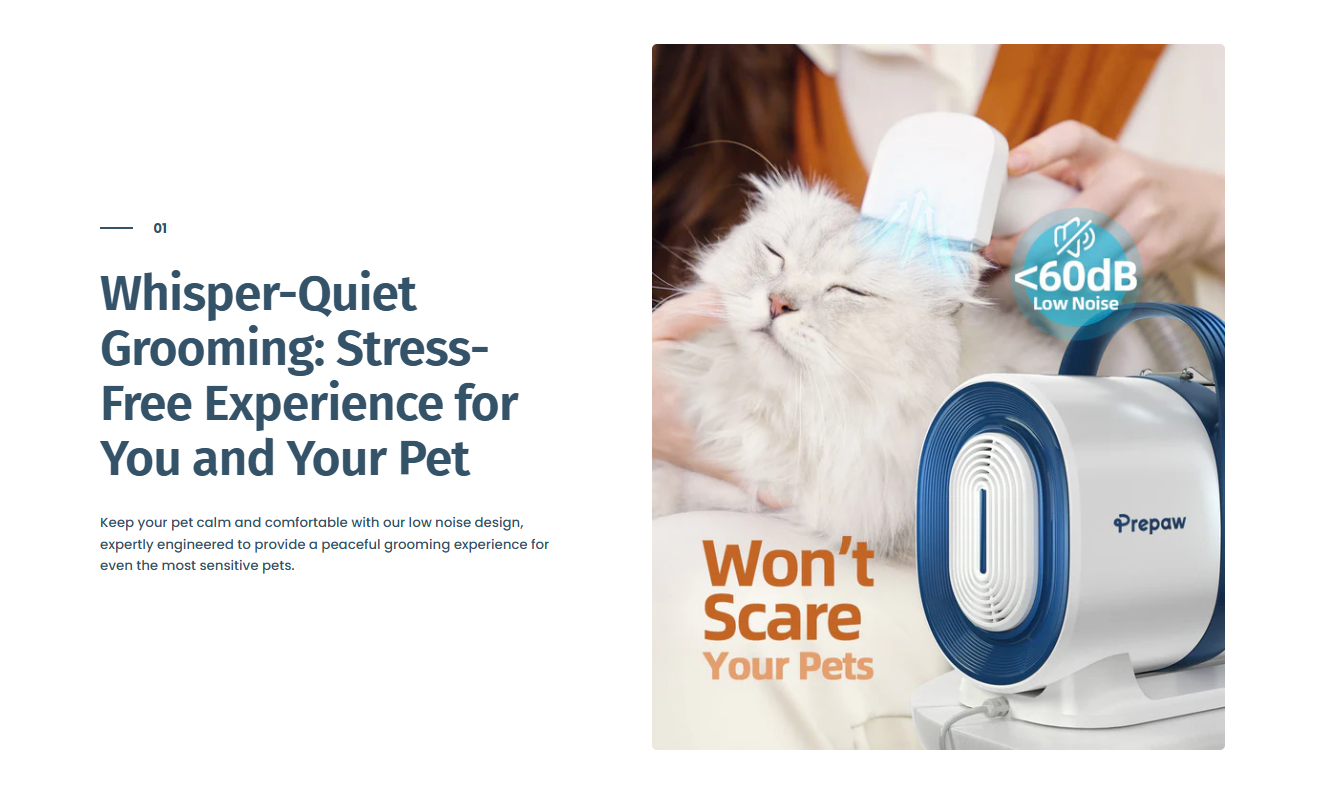 01
Whisper-Quiet
Grooming: Stress-
Free Experience for
You and Your Pet
Keep your pet calm and comfortable with our low noise design,
expertly engineered to provide a peaceful grooming experience for
even the most sensitive pets.
<60dB
Low Noise
Prepaw
Won't
Scare
Your Pets